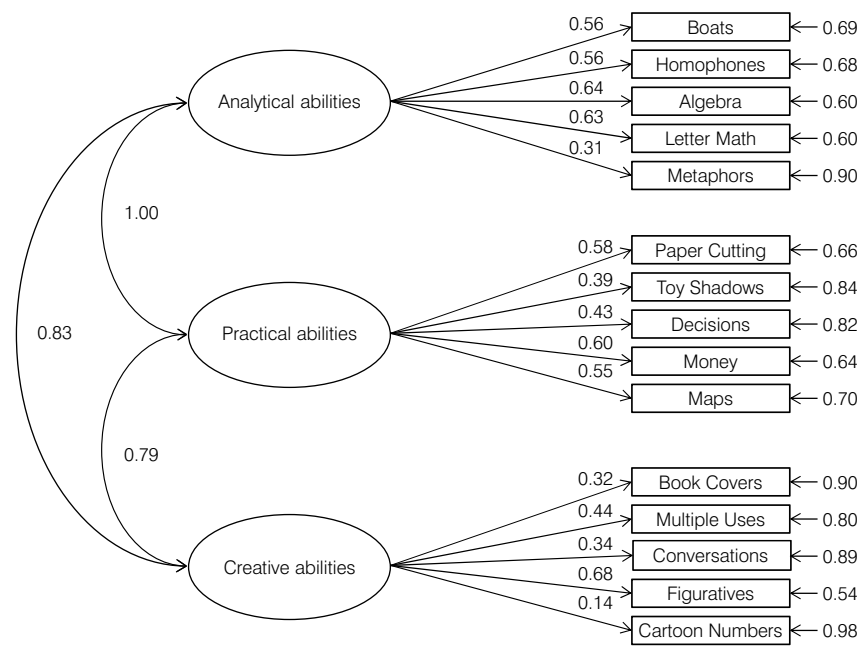 0.56 Boats 0.69
0.56 Homophones 0.68
Analytical abilities 0.64 Algebra 0.60
0.63 Letter Math 0.60
0.31 Metaphors 0.90
1.00
0.58 Paper Cutting 0.66
0.39 Toy Shadows 0.84
0.83 Practical abilities 0.43 Decisions 0.82
0.60 Money 0.64
0.55 Maps 0.70
0.79
0.32 Book Covers 0.90
0.44 Multiple Uses 0.80
Creative abilities 0.34 Conversations 0.89
0.68 Figuratives 0.54
0.14 Cartoon Numbers 0.98